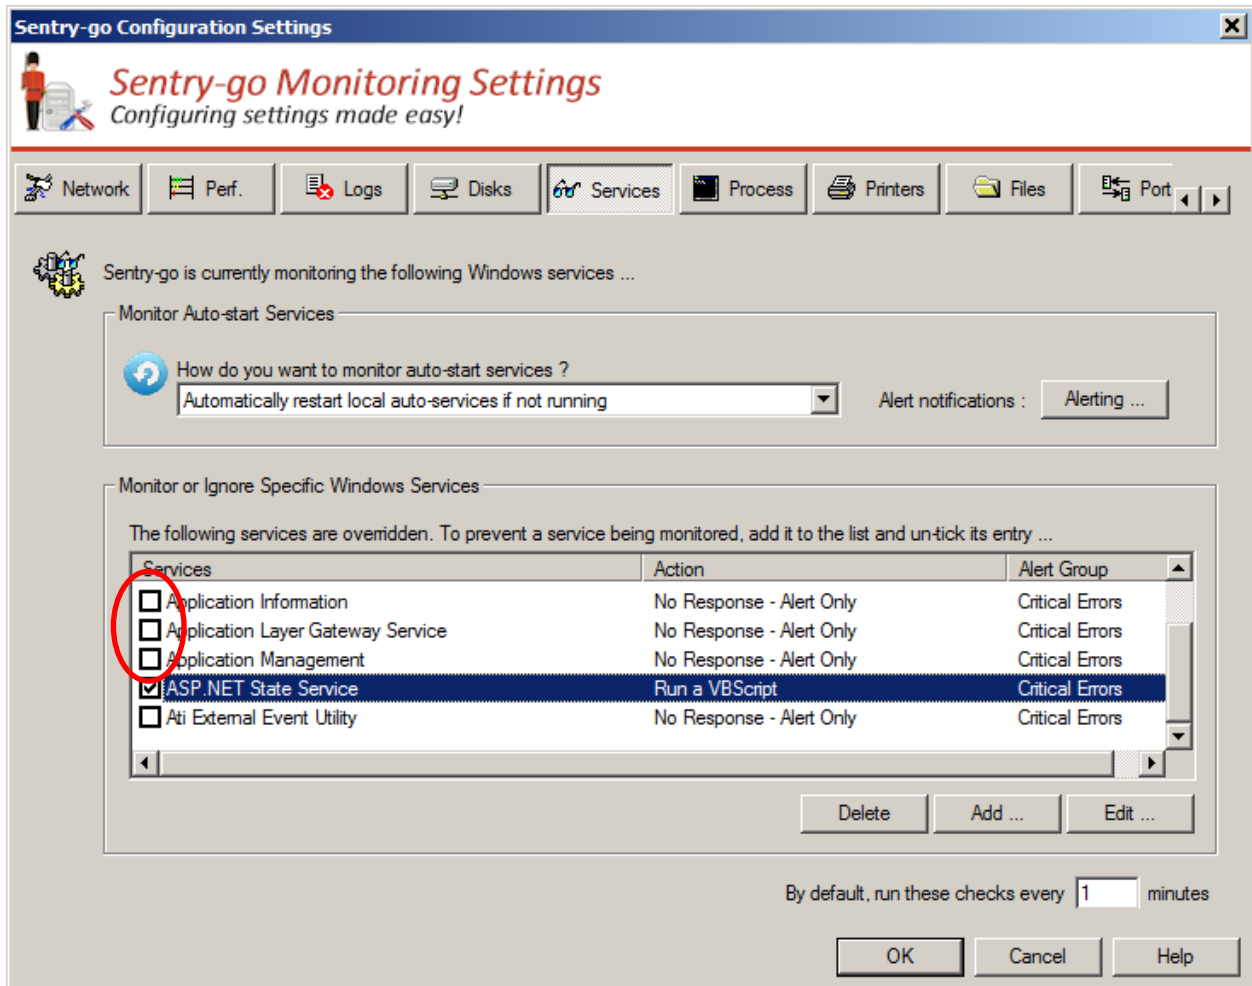 Sentry-go Configuration Settings
Sentry-go Monitoring Settings
Configuring settings made easy!
Network Perf. Logs Disks Services Process Printers Files Port
Sentry-go is currently monitoring the following Windows services ...
Monitor Auto-start Services
How do you want to monitor auto-start services ?
Automatically restart local auto-services if not running Alert notifications : Alerting ...
Monitor or Ignore Specific Windows Services
The following services are overridden. To prevent a service being monitored, add it to the list and un-tick its entry ...
Services Action Alert Group
Application Information No Response - Alert Only Critical Errors
Application Layer Gateway Service No Response - Alert Only Critical Errors
Application Management No Response - Alert Only Critical Errors
ASP.NET State Service Run a VBScript Critical Errors
Ati External Event Utility No Response - Alert Only Critical Errors
Delete Add ... Edit ...
By default, run these checks every 1 minutes
OK Cancel Help